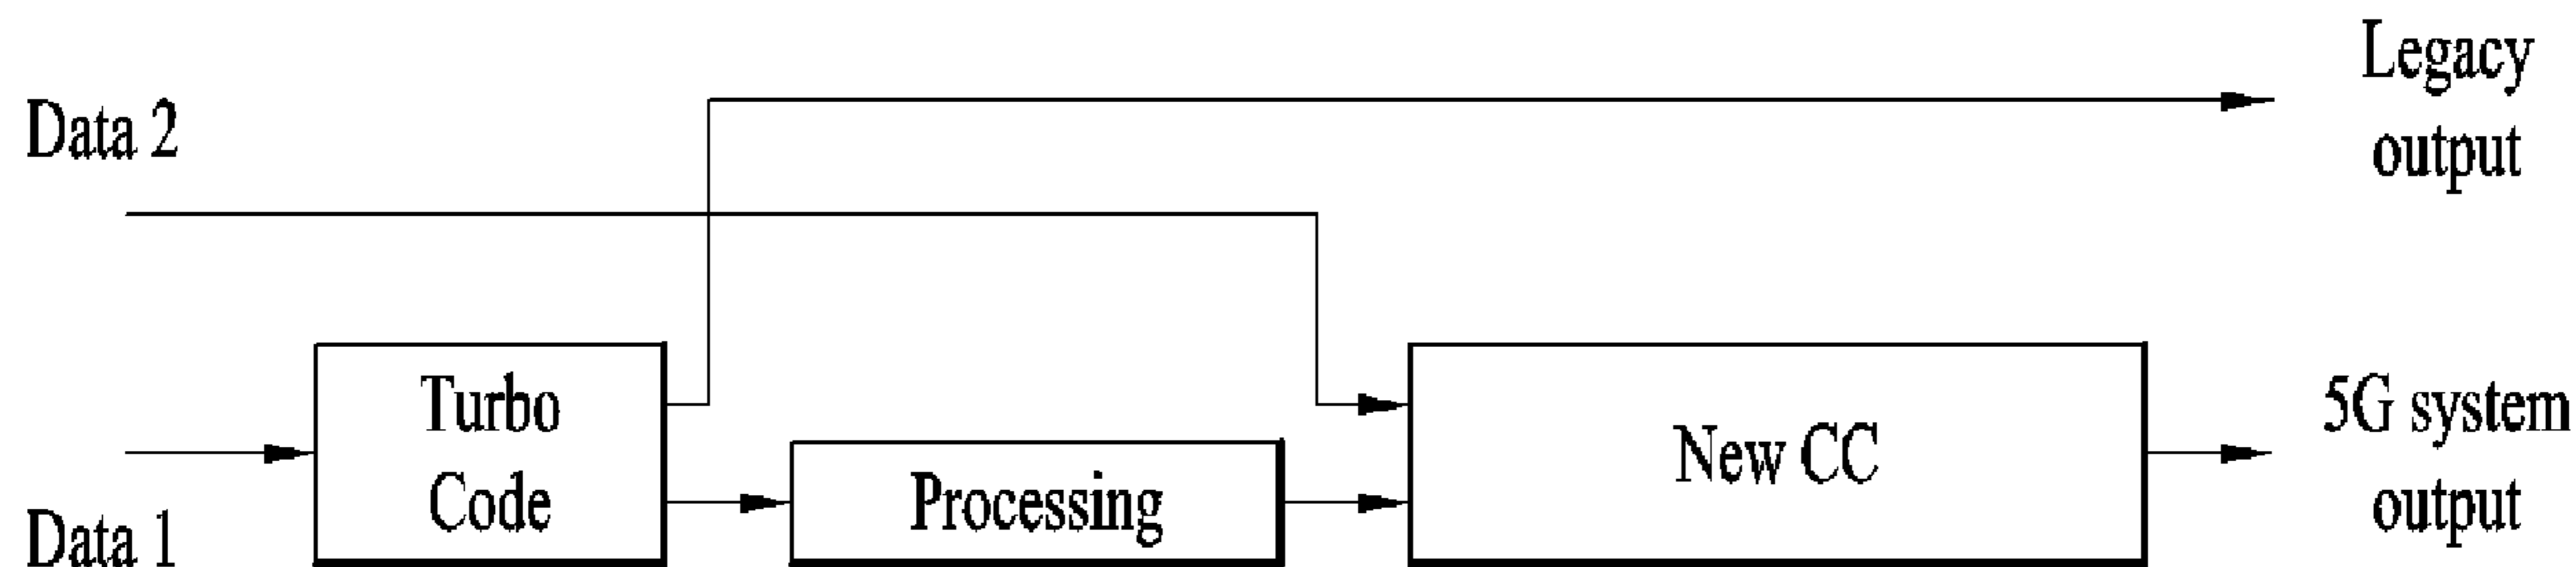 Legacy
output
Data 2
Turbo
Code
Processing
New CC
5G system
output
Data 1